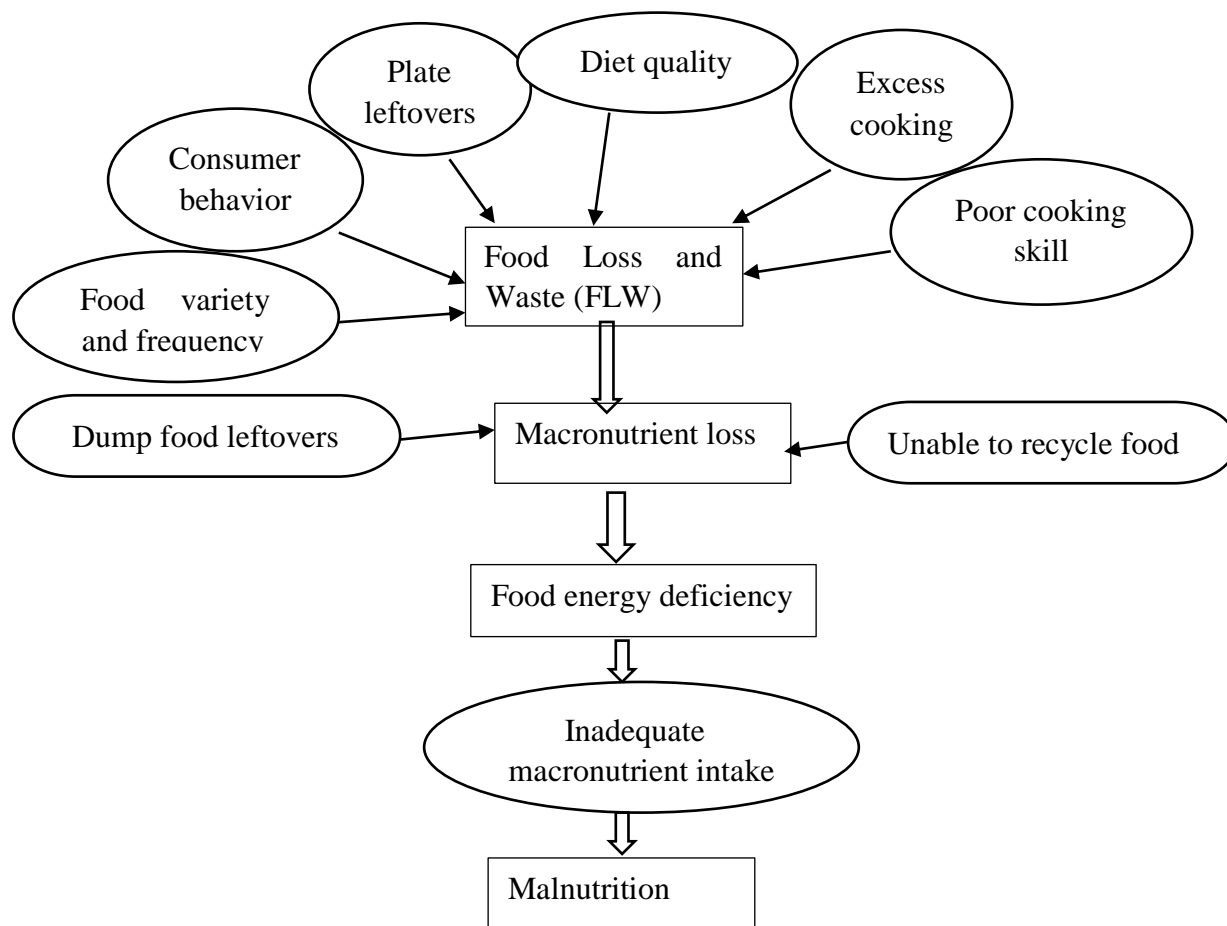 Plate
leftovers
Diet quality
Excess
cooking
Consumer
behavior
Poor cooking
skill
Food variety
and frequency
Food Loss and
Waste (FLW)
Dump food leftovers
Macronutrient loss
Unable to recycle food
Food energy deficiency
Inadequate
macronutrient intake
Malnutrition